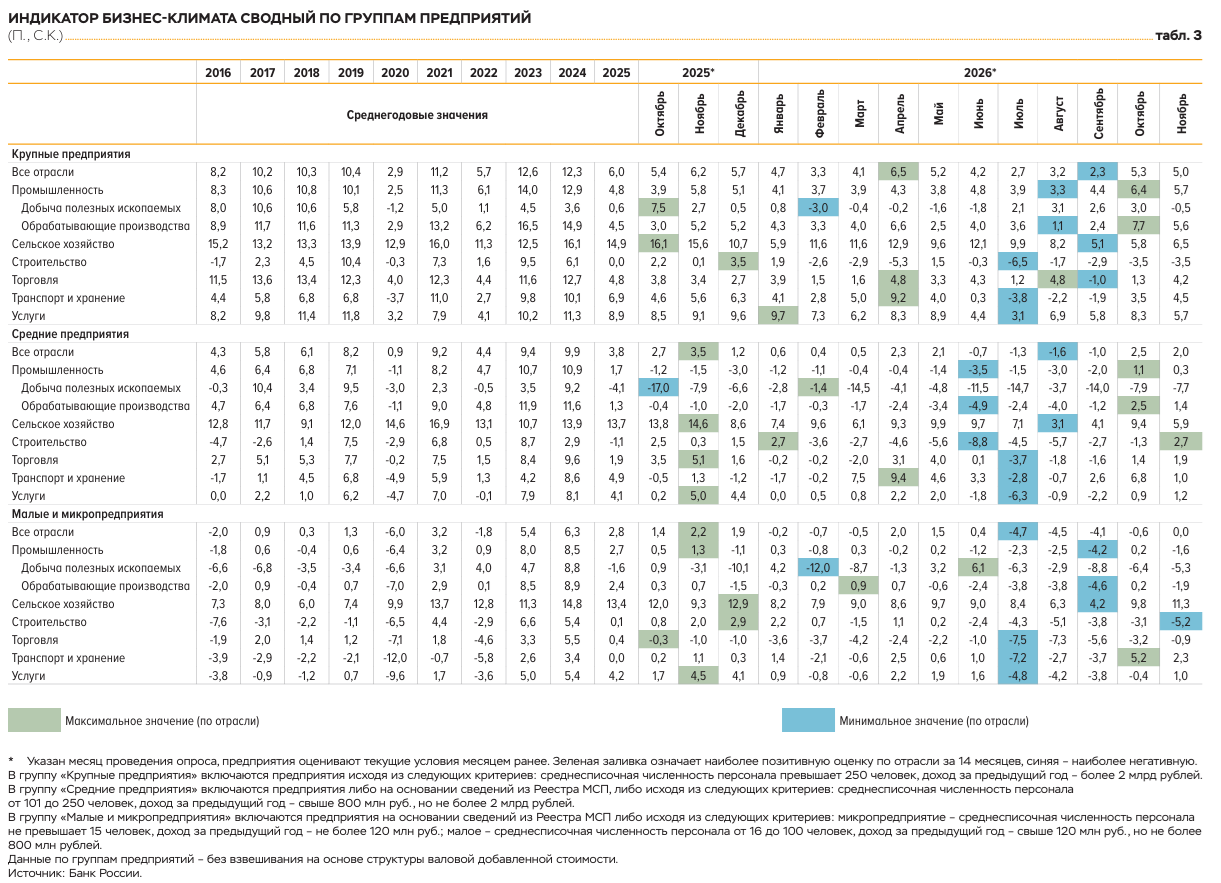 ИНДИКАТОР БИЗНЕС-КЛИМАТА СВОДНЫЙ ПО ГРУППАМ ПРЕДПРИЯТИЙ
(П., С.К.) табл. 3
2016 2017 2018 2019 2020 2021 2022 2023 2024 2025 2025* 2026*
Среднегодовые значения Октябрь Ноябрь Декабрь Январь Февраль Март Апрель Май Июнь Июль Август Сентябрь Октябрь Ноябрь
Крупные предприятия
Все отрасли 8,2 10,2 10,3 10,4 2,9 11,2 5,7 12,6 12,3 6,0 5,4 6,2 5,7 4,7 3,3 4,1 6,5 5,2 4,2 2,7 3,2 2,3 5,3 5,0
Промышленность 8,3 10,6 10,8 10,1 2,5 11,3 6,1 14,0 12,9 4,8 3,9 5,8 5,1 4,1 3,7 3,9 4,3 3,8 4,8 3,9 3,3 4,4 6,4 5,7
Добыча полезных ископаемых 8,0 10,6 10,6 5,8 -1,2 5,0 1,1 4,5 3,6 0,6 7,5 2,7 0,5 0,8 -3,0 -0,4 -0,2 -1,6 -1,8 2,1 3,1 2,6 3,0 -0,5
Обрабатывающие производства 8,9 11,7 11,6 11,3 2,9 13,2 6,2 16,5 14,9 4,5 3,0 5,2 5,2 4,3 3,3 4,0 6,6 2,5 4,0 3,6 1,1 2,4 7,7 5,6
Сельское хозяйство 15,2 13,2 13,3 13,9 12,9 16,0 11,3 12,5 16,1 14,9 16,1 15,6 10,7 5,9 11,6 11,6 12,9 9,6 12,1 9,9 8,2 5,1 5,8 6,5
Строительство -1,7 2,3 4,5 10,4 -0,3 7,3 1,6 9,5 6,1 0,0 2,2 0,1 3,5 1,9 -2,6 -2,9 -5,3 1,5 -0,3 -6,5 -1,7 -2,9 -3,5 -3,5
Торговля 11,5 13,6 13,4 12,3 4,0 12,3 4,4 11,6 12,7 4,8 3,8 3,4 2,7 3,9 1,5 1,6 4,8 3,3 4,3 1,2 4,8 -1,0 1,3 4,2
Транспорт и хранение 4,4 5,8 6,8 6,8 -3,7 11,0 2,7 9,8 10,1 6,9 4,6 5,6 6,3 4,1 2,8 5,0 9,2 4,0 0,3 -3,8 -2,2 -1,9 3,5 4,5
Услуги 8,2 9,8 11,4 11,8 3,2 7,9 4,1 10,2 11,3 8,9 8,5 9,1 9,6 9,7 7,3 6,2 8,3 8,9 4,4 3,1 6,9 5,8 8,3 5,7
Средние предприятия
Все отрасли 4,3 5,8 6,1 8,2 0,9 9,2 4,4 9,4 9,9 3,8 2,7 3,5 1,2 0,6 0,4 0,5 2,3 2,1 -0,7 -1,3 -1,6 -1,0 2,5 2,0
Промышленность 4,6 6,4 6,8 7,1 -1,1 8,2 4,7 10,7 10,9 1,7 -1,2 -1,5 -3,0 -1,2 -1,1 -0,4 -0,4 -1,4 -3,5 -1,5 -3,0 -2,0 1,1 0,3
Добыча полезных ископаемых -0,3 10,4 3,4 9,5 -3,0 2,3 -0,5 3,5 9,2 -4,1 -17,0 -7,9 -6,6 -2,8 -1,4 -14,5 -4,1 -4,8 -11,5 -14,7 -3,7 -14,0 -7,9 -7,7
Обрабатывающие производства 4,7 6,4 6,8 7,6 -1,1 9,0 4,8 11,9 11,6 1,3 -0,4 -1,0 -2,0 -1,7 -0,3 -1,7 -2,4 -3,4 -4,9 -2,4 -4,0 -1,2 2,5 1,4
Сельское хозяйство 12,8 11,7 9,1 12,0 14,6 16,9 13,1 10,7 13,9 13,7 13,8 14,6 8,6 7,4 9,6 6,1 9,3 9,9 9,7 7,1 3,1 4,1 9,4 5,9
Строительство -4,7 -2,6 1,4 7,5 -2,9 6,8 0,5 8,7 2,9 -1,1 2,5 0,3 1,5 2,7 -3,6 -2,7 -4,6 -5,6 -8,8 -4,5 -5,7 -2,7 -1,3 2,7
Торговля 2,7 5,1 5,3 7,7 -0,2 7,5 1,5 8,4 9,6 1,9 3,5 5,1 1,6 -0,2 -0,2 -2,0 3,1 4,0 0,1 -3,7 -1,8 -1,6 1,4 1,9
Транспорт и хранение -1,7 1,1 4,5 6,8 -4,9 5,9 1,3 4,2 8,6 4,9 -0,5 1,3 -1,2 -1,7 -0,2 7,5 9,4 4,6 3,3 -2,8 -0,7 2,6 6,8 1,0
Услуги 0,0 2,2 1,0 6,2 -4,7 7,0 -0,1 7,9 8,1 4,1 0,2 5,0 4,4 0,0 0,5 0,8 2,2 2,0 -1,8 -6,3 -0,9 -2,2 0,9 1,2
Малые и микропредприятия
Все отрасли -2,0 0,9 0,3 1,3 -6,0 3,2 -1,8 5,4 6,3 2,8 1,4 2,2 1,9 -0,2 -0,7 -0,5 2,0 1,5 0,4 -4,7 -4,5 -4,1 -0,6 0,0
Промышленность -1,8 0,6 -0,4 0,6 -6,4 3,2 0,9 8,0 8,5 2,7 0,5 1,3 -1,1 0,3 -0,8 0,3 -0,2 0,2 -1,2 -2,3 -2,5 -4,2 0,2 -1,6
Добыча полезных ископаемых -6,6 -6,8 -3,5 -3,4 -6,6 3,1 4,0 4,7 8,8 -1,6 0,9 -3,1 -10,1 4,2 -12,0 -8,7 -1,3 3,2 6,1 -6,3 -2,9 -8,8 -6,4 -5,3
Обрабатывающие производства -2,0 0,9 -0,4 0,7 -7,0 2,9 0,1 8,5 8,9 2,4 0,3 0,7 -1,5 -0,3 0,2 0,9 0,7 -0,6 -2,4 -3,8 -3,8 -4,6 0,2 -1,9
Сельское хозяйство 7,3 8,0 6,0 7,4 9,9 13,7 12,8 11,3 14,8 13,4 12,0 9,3 12,9 8,2 7,9 9,0 8,6 9,7 9,0 8,4 6,3 4,2 9,8 11,3
Строительство -7,6 -3,1 -2,2 -1,1 -6,5 4,4 -2,9 6,6 5,4 0,1 0,8 2,0 2,9 2,2 0,7 -1,5 1,1 0,2 -2,4 -4,3 -5,1 -3,8 -3,1 -5,2
Торговля -1,9 2,0 1,4 1,2 -7,1 1,8 -4,6 3,3 5,5 0,4 -0,3 -1,0 -1,0 -3,6 -3,7 -4,2 -2,4 -2,2 -1,0 -7,5 -7,3 -5,6 -3,2 -0,9
Транспорт и хранение -3,9 -2,9 -2,2 -2,1 -12,0 -0,7 -5,8 2,6 3,4 0,0 0,2 1,1 0,3 1,4 -2,1 -0,6 2,5 0,6 1,0 -7,2 -2,7 -3,7 5,2 2,3
Услуги -3,8 -0,9 -1,2 0,7 -9,6 1,7 -3,6 5,0 5,4 4,2 1,7 4,5 4,1 0,9 -0,8 -0,6 2,2 1,9 1,6 -4,8 -4,2 -3,8 -0,4 1,0
Максимальное значение (по отрасли) Минимальное значение (по отрасли)
* Указан месяц проведения опроса, предприятия оценивают текущие условия месяцем ранее. Зеленая заливка означает наиболее позитивную оценку по отрасли за 14 месяцев, синяя – наиболее негативную.
В группу «Крупные предприятия» включаются предприятия исходя из следующих критериев: среднесписочная численность персонала превышает 250 человек, доход за предыдущий год – более 2 млрд рублей.
В группу «Средние предприятия» включаются предприятия либо на основании сведений из Реестра МСП, либо исходя из следующих критериев: среднесписочная численность персонала
от 101 до 250 человек, доход за предыдущий год – свыше 800 млн руб., но не более 2 млрд рублей.
В группу «Малые и микропредприятия» включаются предприятия на основании сведений из Реестра МСП либо исходя из следующих критериев: микропредприятие – среднесписочная численность персонала
не превышает 15 человек, доход за предыдущий год – не более 120 млн руб.; малое – среднесписочная численность персонала от 16 до 100 человек, доход за предыдущий год – свыше 120 млн руб., но не более
800 млн рублей.
Данные по группам предприятий – без взвешивания на основе структуры валовой добавленной стоимости.
Источник: Банк России.